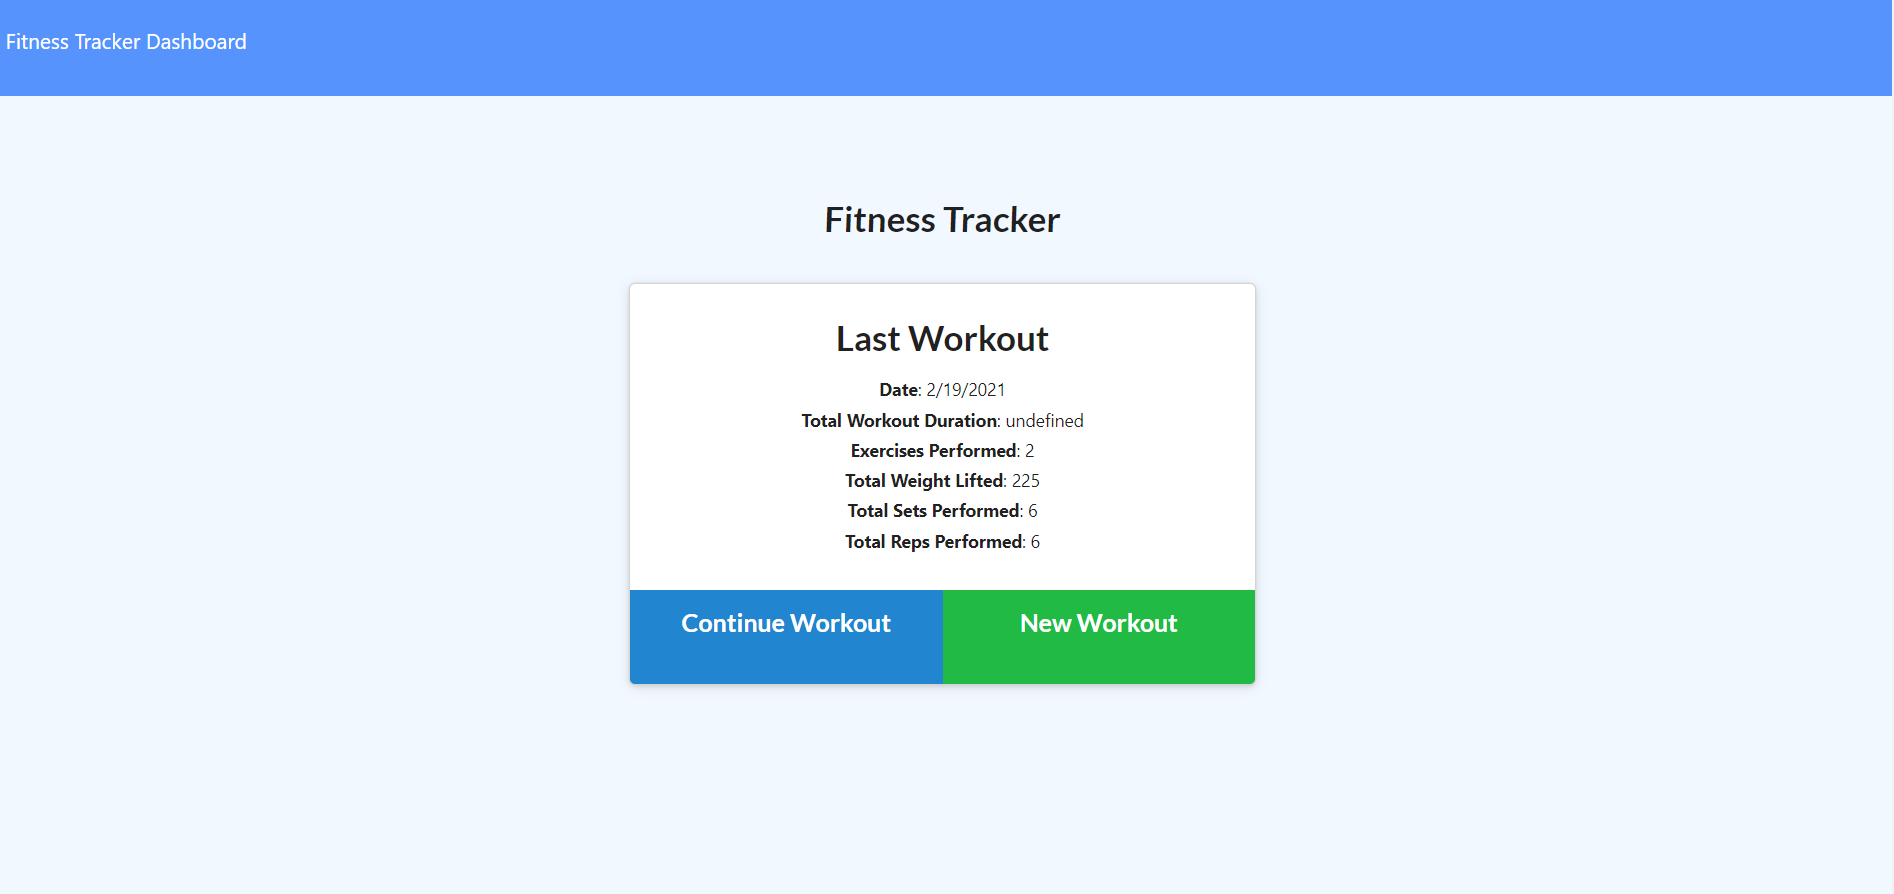 Fitness Tracker Dashboard
Fitness Tracker
Last Workout
Date: 2/19/2021
Total Workout Duration: undefined
Exercises Performed: 2
Total Weight Lifted: 225
Total Sets Performed: 6
Total Reps Performed: 6
Continue Workout New Workout